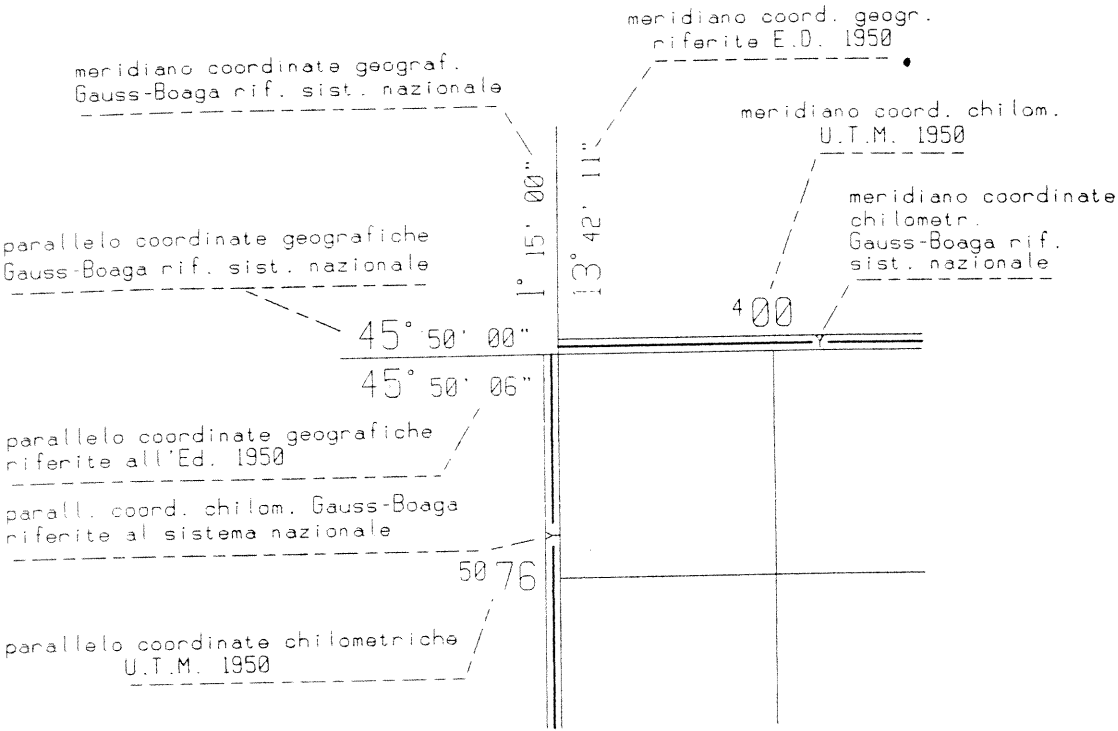 meridiano coord. geogr.
riferite E.D. 1950
meridiano coordinate geograf.
Gauss-Boaga rif. sist. nazionale
meridiano coord. chilom.
U.T.M. 1950
meridiano coordinate
chilometr.
Gauss-Boaga rif.
sist. nazionale
1° 15' 00"
13° 42' 11"
parallelo coordinate geografiche
Gauss-Boaga rif. sist. nazionale
400
45° 50' 00"
45° 50' 06"
parallelo coordinate geografiche
riferite all'Ed. 1950
parall. coord. chilom. Gauss-Boaga
riferite al sistema nazionale
5076
parallelo coordinate chilometriche
U.T.M. 1950